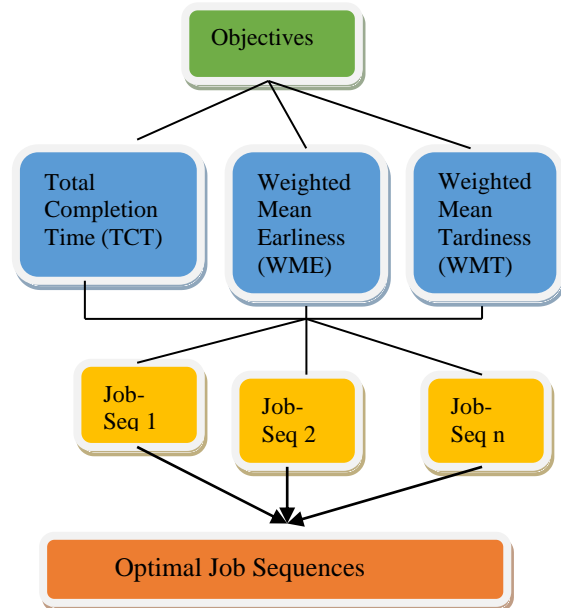 Objectives
Total
Completion
Time (TCT)
Weighted
Mean
Earliness
(WME)
Weighted
Mean
Tardiness
(WMT)
Job-
Seq 1
Job-
Seq 2
Job-
Seq n
Optimal Job Sequences